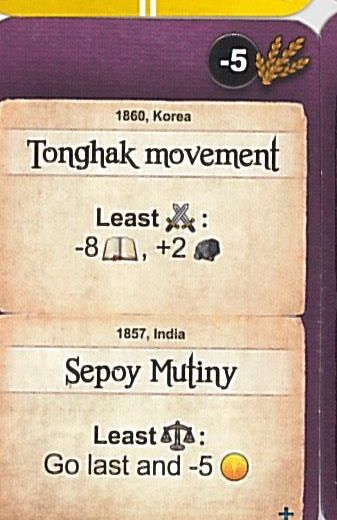 -5
1860, Korea
Tonghak movement
Least :
-8 , +2
1857, India
Sepoy Mutiny
Least :
Go last and -5
+